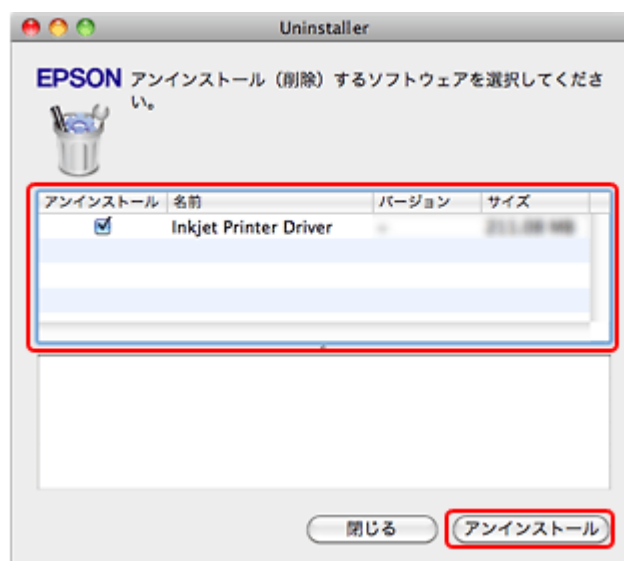 Uninstaller
EPSON アンインストール（削除）するソフトウェアを選択してくださ
い。
アンインストール 名前 バージョン サイズ
Inkjet Printer Driver
閉じる アンインストール